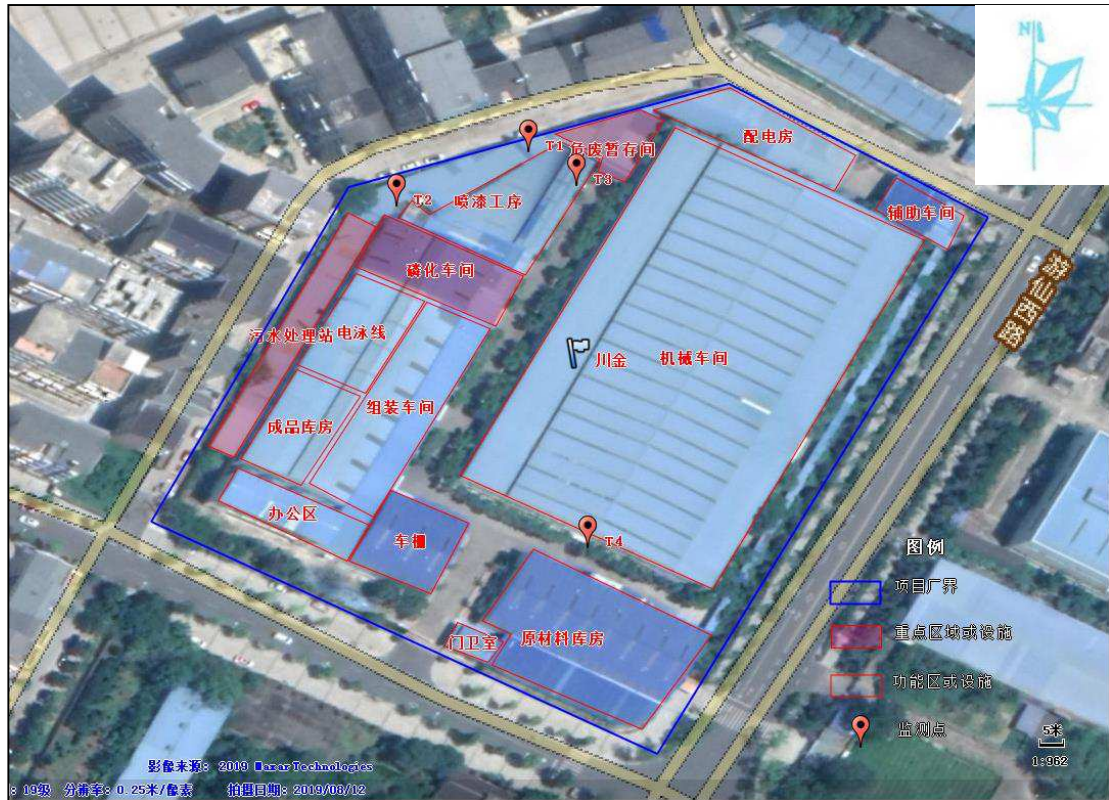 N
配电房
T1
危废暂存间
T3
辅助车间
T2
喷漆工序
磷化车间
污水处理站
电泳线
川金
机械车间
组装车间
成品库房
办公区
车棚
T4
门卫室
原材料库房
图例
项目厂界
重点区域或设施
功能区或设施
监测点
5米
1:962
影像来源: 2019 Maxar Technologies
: 19级 分辨率: 0.25米/像素 拍摄日期: 2019/08/12